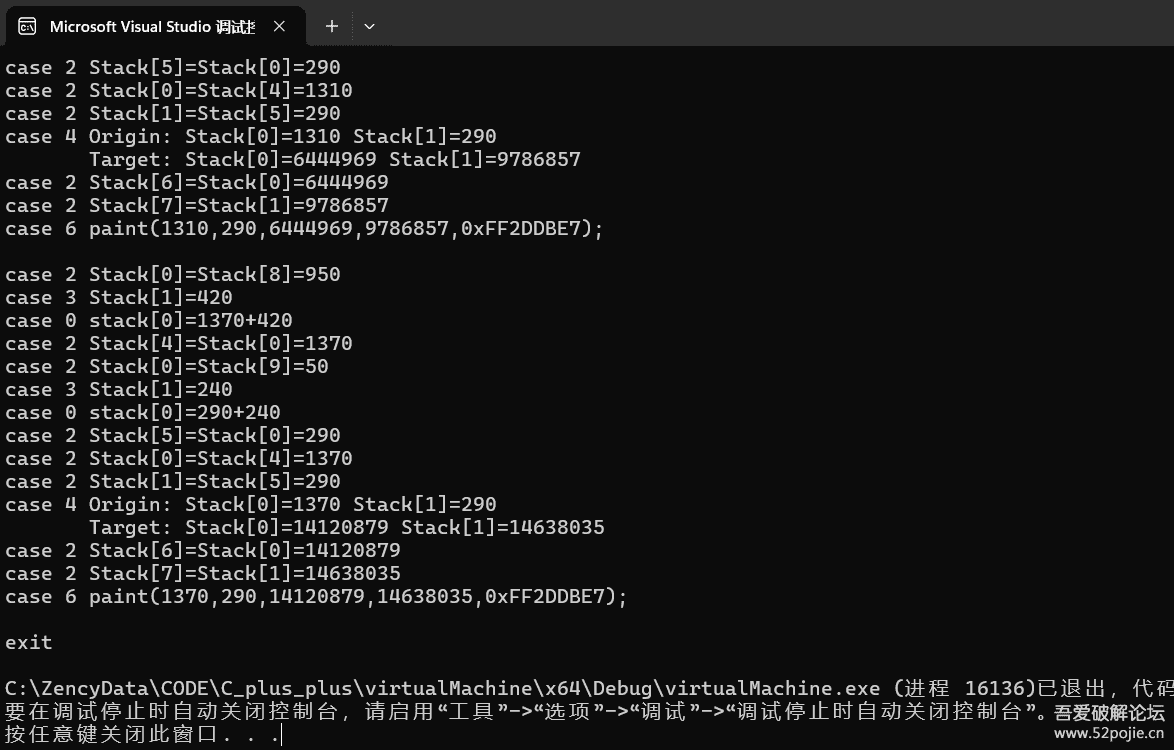 Microsoft Visual Studio 调试控
case 2 Stack[5]=Stack[0]=290
case 2 Stack[0]=Stack[4]=1310
case 2 Stack[1]=Stack[5]=290
case 4 Origin: Stack[0]=1310 Stack[1]=290
Target: Stack[0]=6444969 Stack[1]=9786857
case 2 Stack[6]=Stack[0]=6444969
case 2 Stack[7]=Stack[1]=9786857
case 6 paint(1310,290,6444969,9786857,0xFF2DDBE7);
case 2 Stack[0]=Stack[8]=950
case 3 Stack[1]=420
case 0 stack[0]=1370+420
case 2 Stack[4]=Stack[0]=1370
case 2 Stack[0]=Stack[9]=50
case 3 Stack[1]=240
case 0 stack[0]=290+240
case 2 Stack[5]=Stack[0]=290
case 2 Stack[0]=Stack[4]=1370
case 2 Stack[1]=Stack[5]=290
case 4 Origin: Stack[0]=1370 Stack[1]=290
Target: Stack[0]=14120879 Stack[1]=14638035
case 2 Stack[6]=Stack[0]=14120879
case 2 Stack[7]=Stack[1]=14638035
case 6 paint(1370,290,14120879,14638035,0xFF2DDBE7);
exit
C:\ZencyData\CODE\C_plus_plus\virtualMachine\x64\Debug\virtualMachine.exe (进程 16136)已退出，代码
要在调试停止时自动关闭控制台，请启用“工具”->“选项”->“调试”->“调试停止时自动关闭控制台”。
按任意键关闭此窗口. . .
吾爱破解论坛
www.52pojie.cn